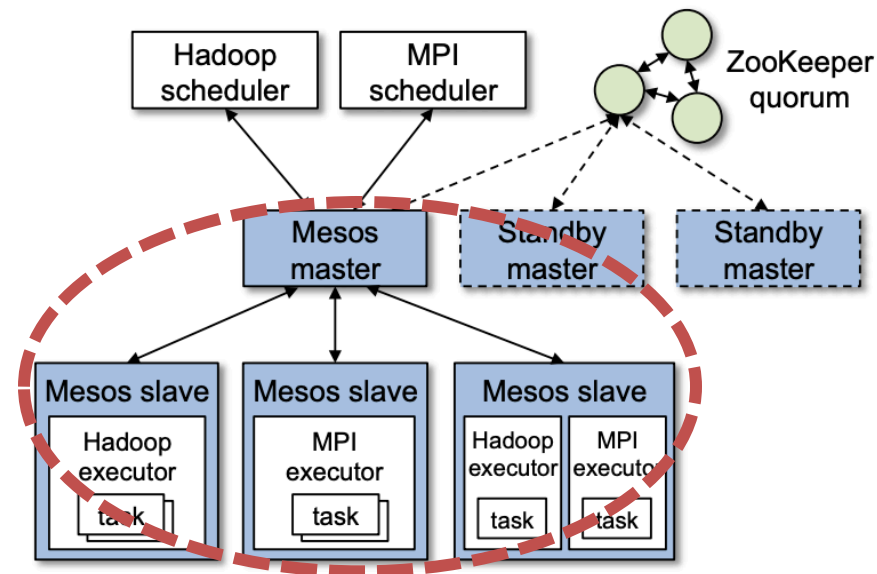 Hadoop
scheduler
MPI
scheduler
ZooKeeper
quorum
Mesos
master
Standby
master
Standby
master
Mesos slave
Hadoop
executor
task
Mesos slave
MPI
executor
task
Mesos slave
Hadoop
executor
task
MPI
executor
task